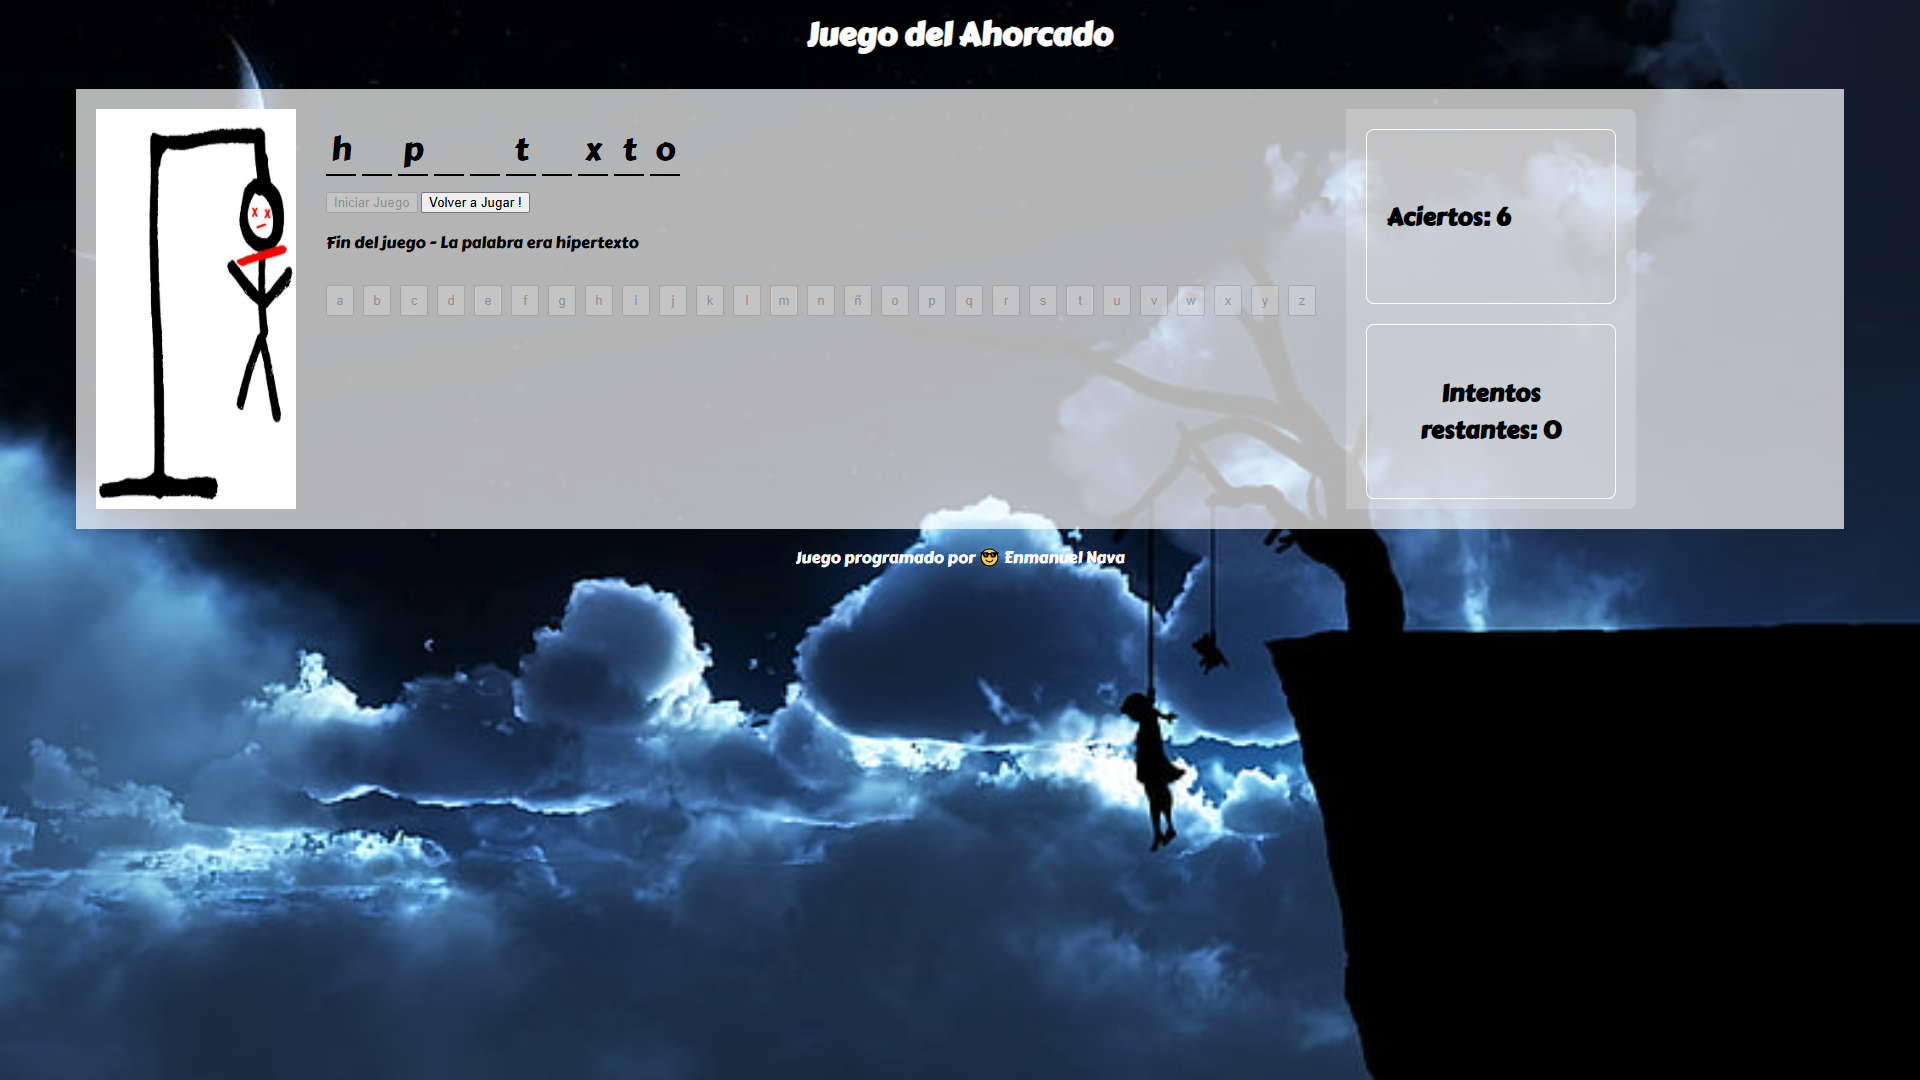 Juego del Ahorcado
h p t x t o
Iniciar Juego Volver a Jugar !
Fin del juego - La palabra era hipertexto
a b c d e f g h i j k l m n ñ o p q r s t u v w x y z
Aciertos: 6
Intentos
restantes: 0
Juego programado por 😎 Enmanuel Nava